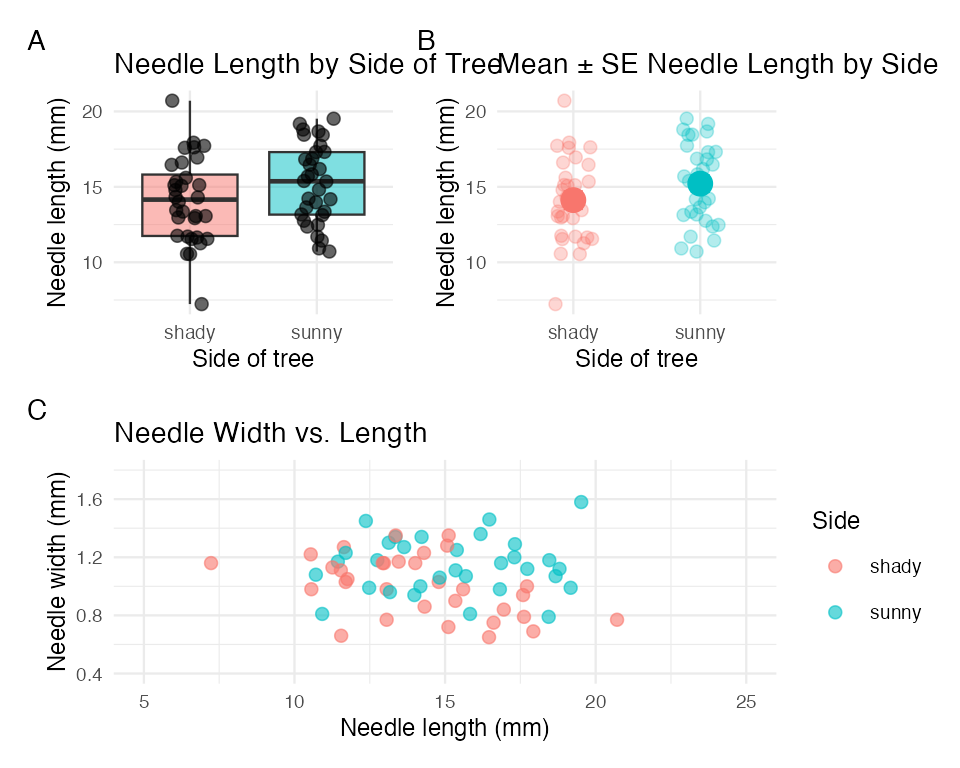 A
B
Needle Length by Side of Tree
Mean ± SE Needle Length by Side
Needle length (mm)
20
15
10
shady
sunny
Side of tree
Needle length (mm)
20
15
10
shady
sunny
Side of tree
C
Needle Width vs. Length
Needle width (mm)
1.6
1.2
0.8
0.4
5
10
15
20
25
Needle length (mm)
Side
shady
sunny